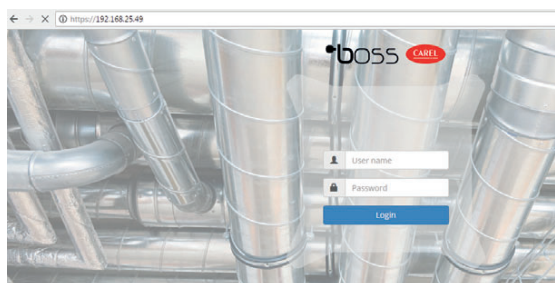 https://192.168.25.49
boss CAREL
User name
Password
Login